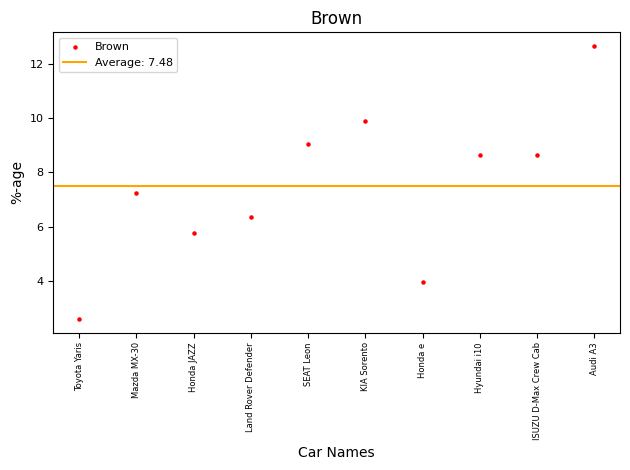 Brown
Brown
Average: 7.48
%-age
12
10
8
6
4
Toyota Yaris
Mazda MX-30
Honda JAZZ
Land Rover Defender
SEAT Leon
KIA Sorento
Honda e
Hyundai i10
ISUZU D-Max Crew Cab
Audi A3
Car Names